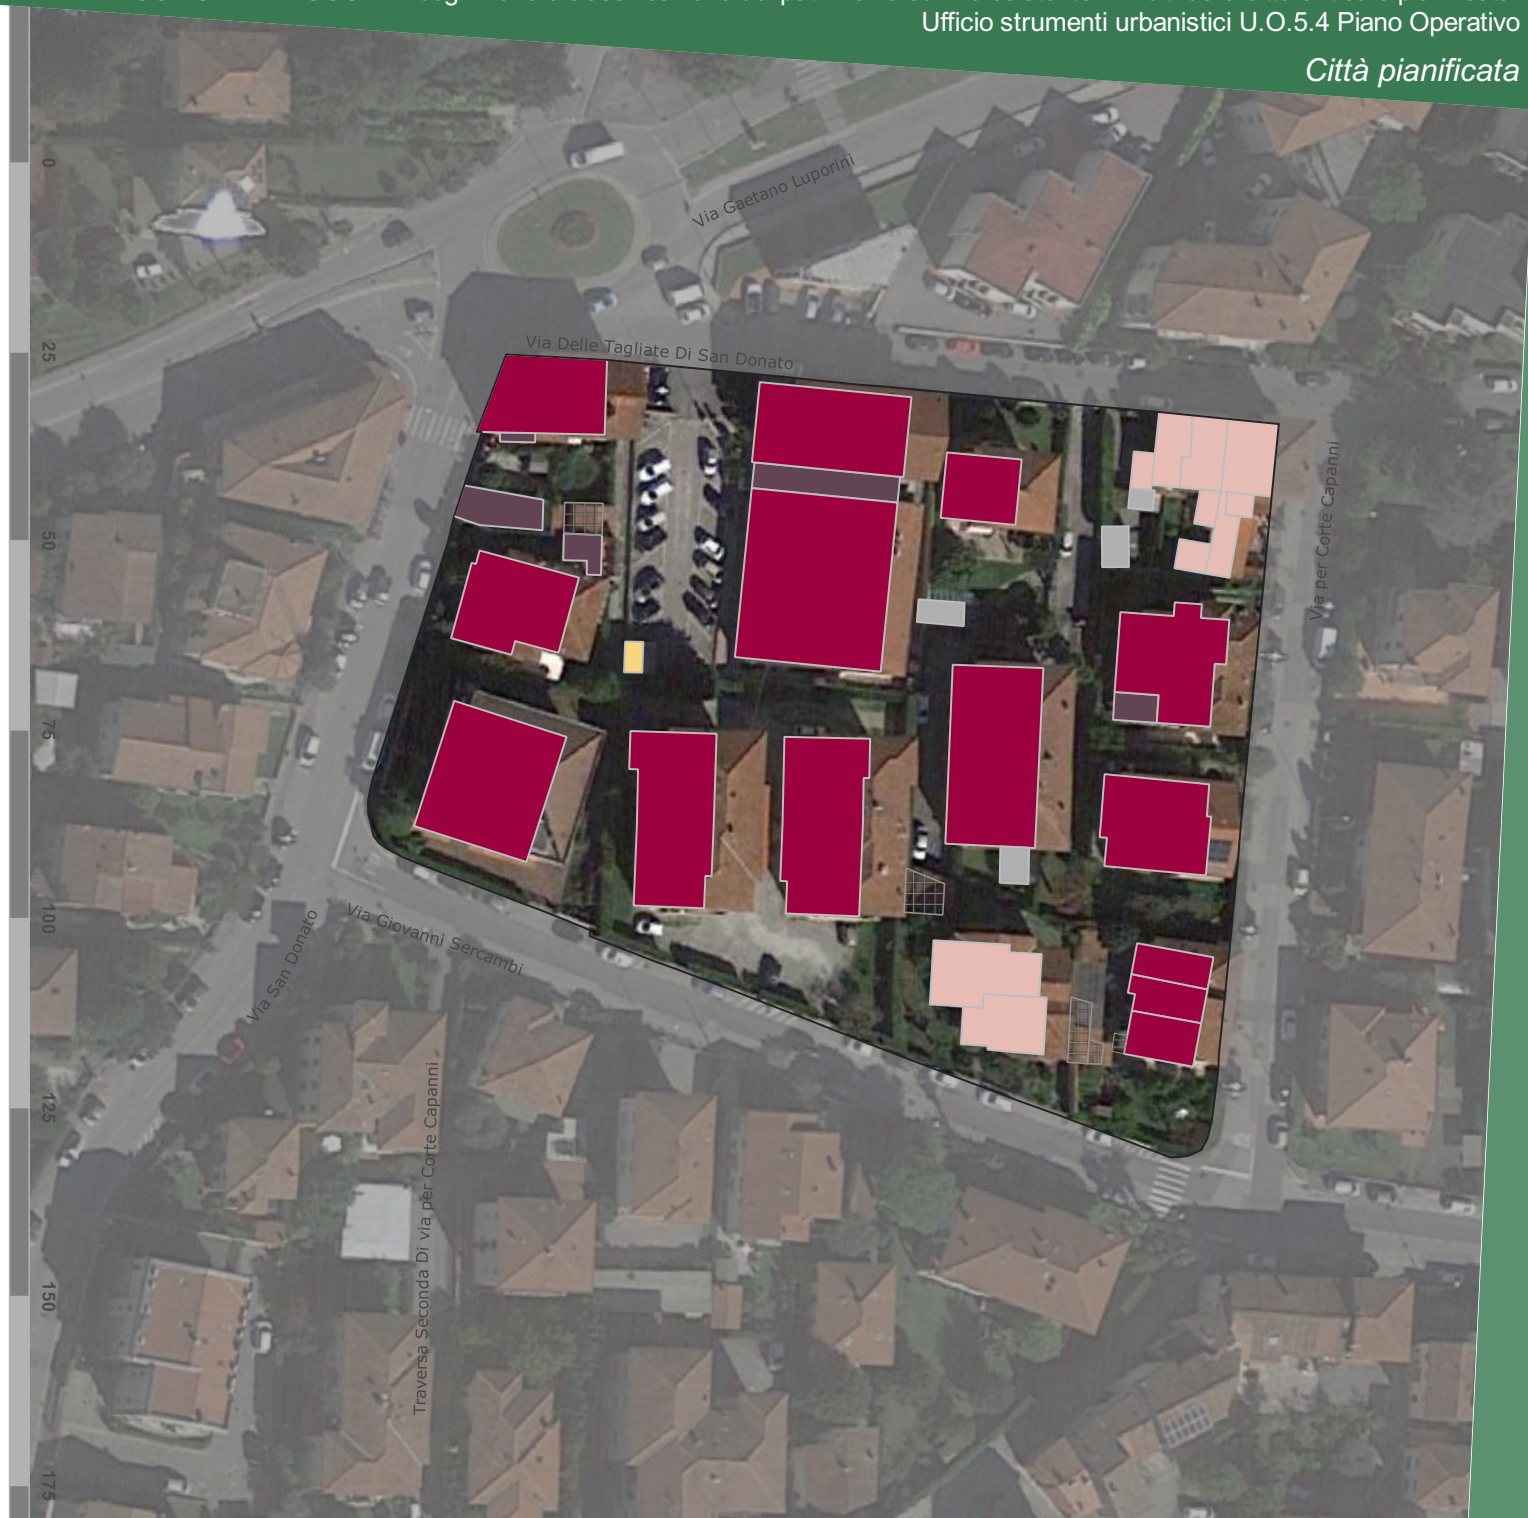 Ufficio strumenti urbanistici U.O.5.4 Piano Operativo
Città pianificata
0
25
50
75
100
125
150
175
Via Gaetano Luporini
Via Delle Tagliate Di San Donato
Via per Corte Capanni
Via Giovanni Sercambi
Via San Donato
Traversa Seconda Di via per Corte Capanni